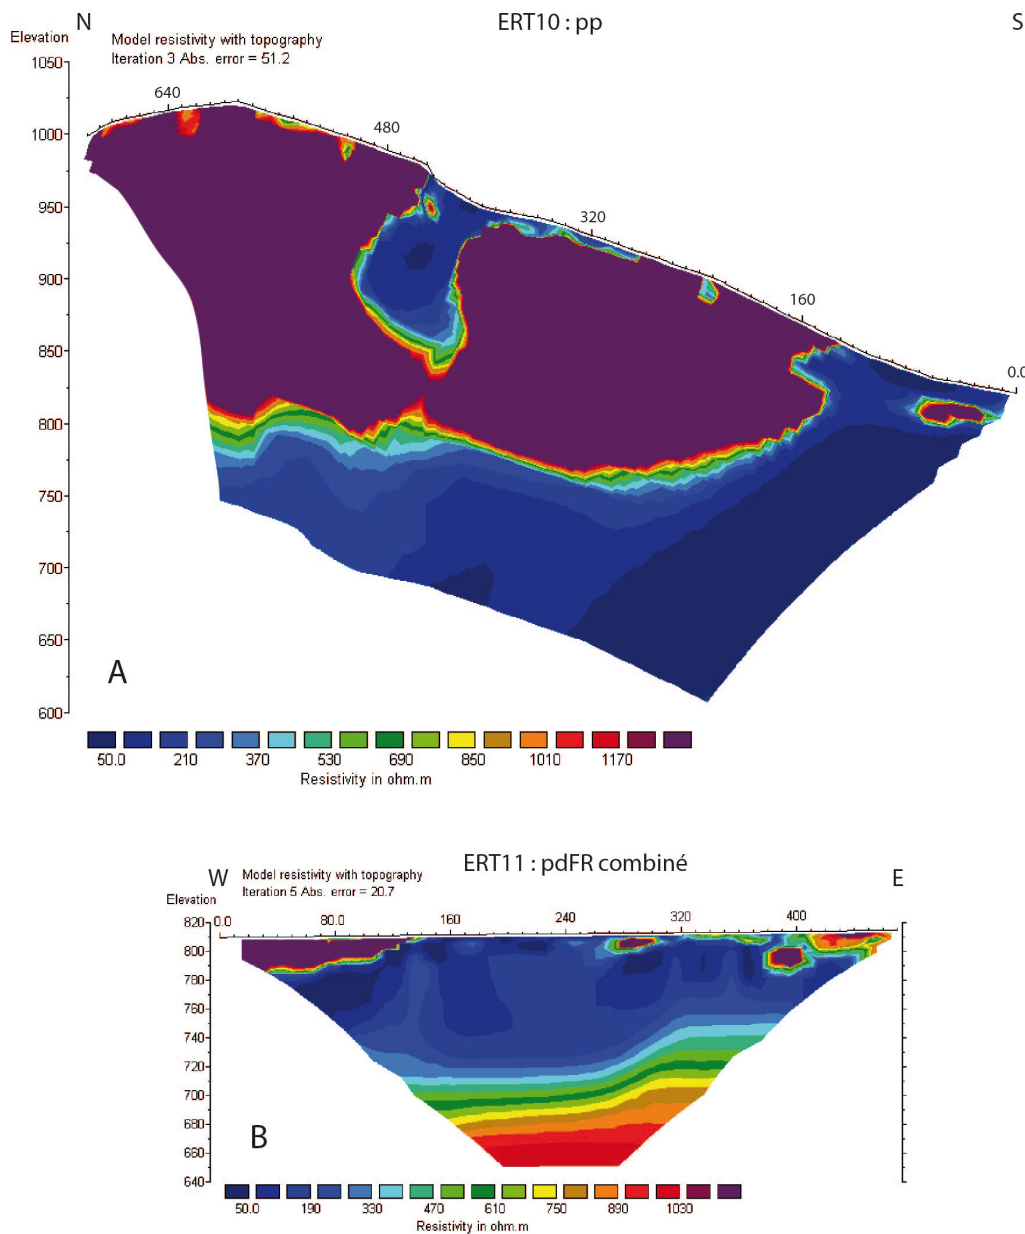 N
ERT10 : pp
S
Elevation
Model resistivity with topography
Iteration 3 Abs. error = 51.2
1050
640
1000
480
950
320
900
160
850
0.0
800
750
700
650
A
600
50.0 210 370 530 690 850 1010 1170
Resistivity in ohm.m
ERT11 : pdFR combiné
W
E
Model resistivity with topography
Iteration 5 Abs. error = 20.7
Elevation
820 0.0 80.0 160 240 320 400
800
780
760
740
720
700
680
660
B
640
50.0 190 330 470 610 750 890 1030
Resistivity in ohm.m